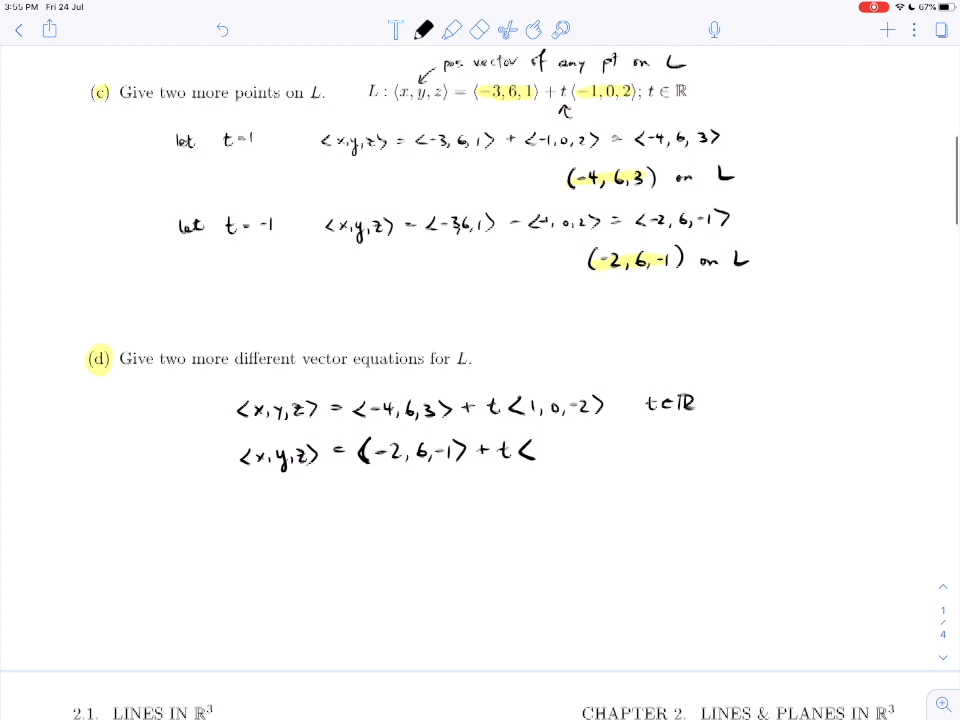 3:55 PM Fri 24 Jul 67%
pos. vector of any pt on L
(c) Give two more points on L. L : ⟨x, y, z⟩ = ⟨−3, 6, 1⟩ + t ⟨−1, 0, 2⟩; t ∈ ℝ
let t = 1 <x,y,z> = <-3, 6, 1> + <-1, 0, 2> = <-4, 6, 3>
(-4, 6, 3) on L
let t = -1 <x,y,z> = <-3,6,1> - <-1, 0, 2> = <-2, 6, -1>
(-2, 6, -1) on L
(d) Give two more different vector equations for L.
<x,y,z> = <-4, 6, 3> + t <1, 0, -2> t ∈ ℝ
<x,y,z> = <-2, 6, -1> + t <
1
/
4
2.1. LINES IN ℝ³ CHAPTER 2. LINES & PLANES IN ℝ³